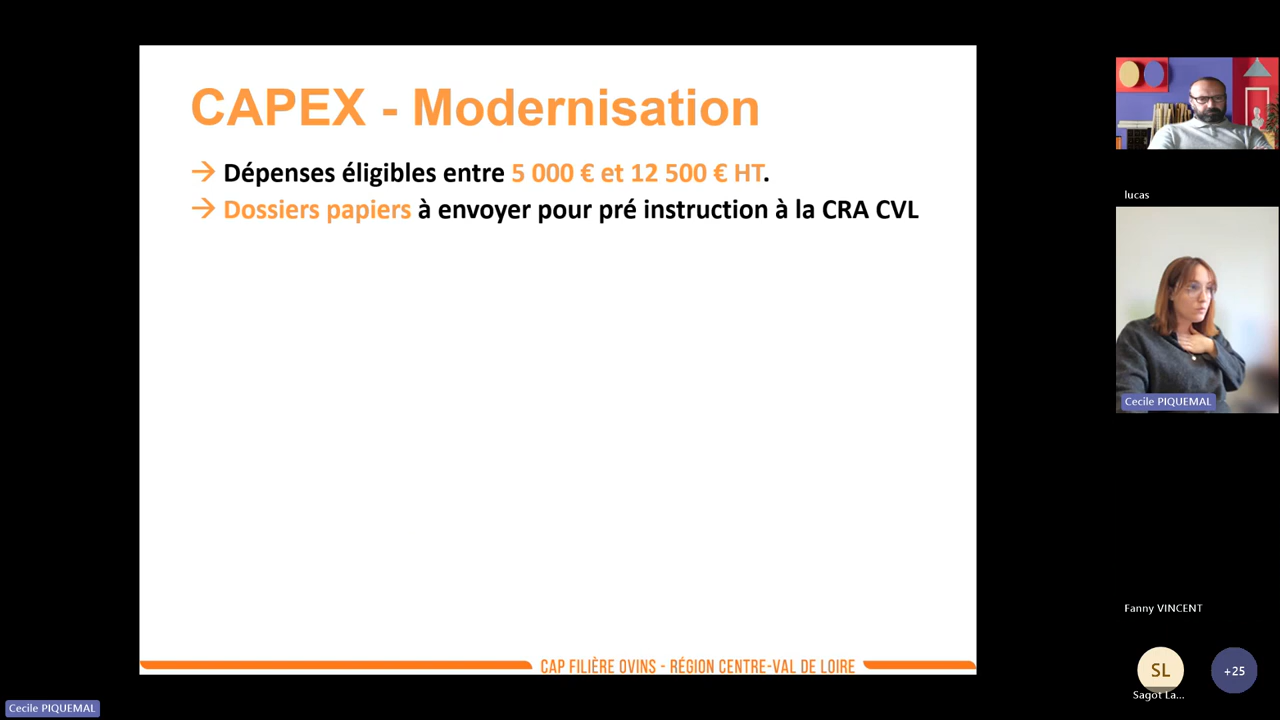 CAPEX - Modernisation
→ Dépenses éligibles entre 5 000 € et 12 500 € HT.
→ Dossiers papiers à envoyer pour pré instruction à la CRA CVL
CAP FILIÈRE OVINS - RÉGION CENTRE-VAL DE LOIRE
lucas
Cecile PIQUEMAL
Fanny VINCENT
SL
+25
Sagot La...
Cecile PIQUEMAL